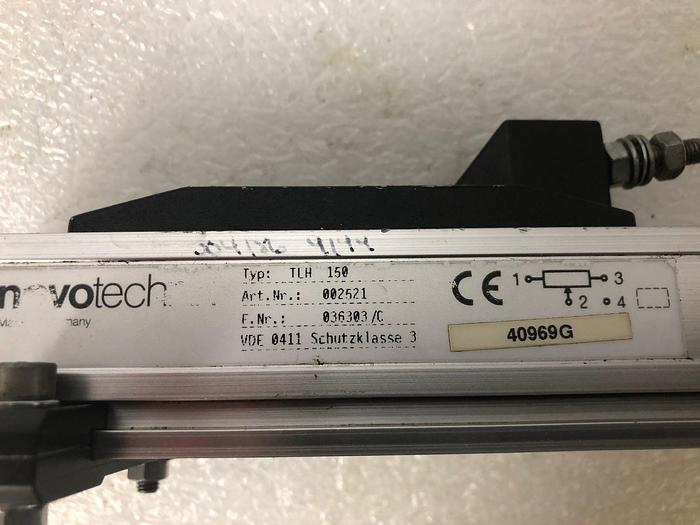 novotech
Typ: TLH 150
Art.Nr.: 002521
F.Nr.: 036303/C
VDE 0411 Schutzklasse 3
CE
1 3
2 4
40969G